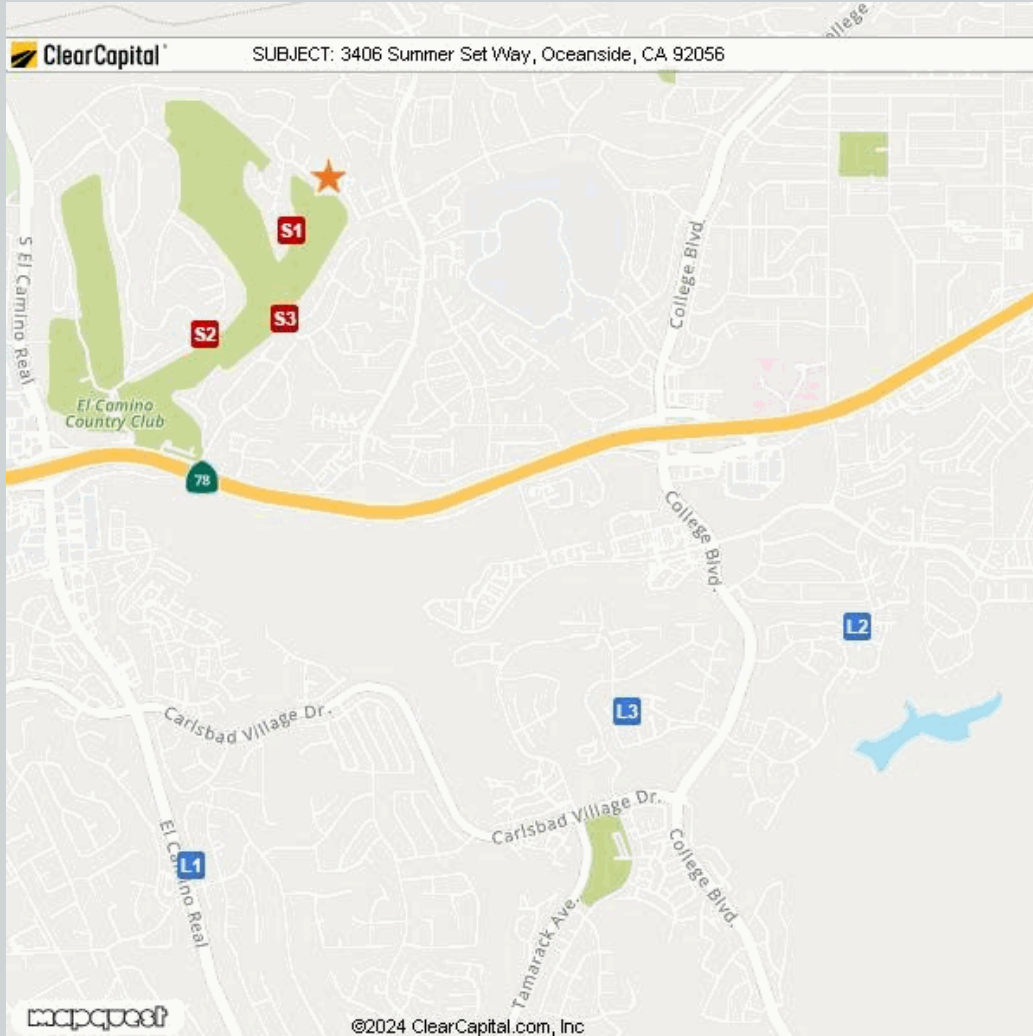 College
ClearCapital®
SUBJECT: 3406 Summer Set Way, Oceanside, CA 92056
S El Camino Real
College Blvd.
S1
S2
S3
El Camino
Country Club
78
College Blvd.
L2
L3
Carlsbad Village Dr.
Carlsbad Village Dr.
L1
El Camino Real
College Blvd.
Tamarack Ave.
mapquest
©2024 ClearCapital.com, Inc